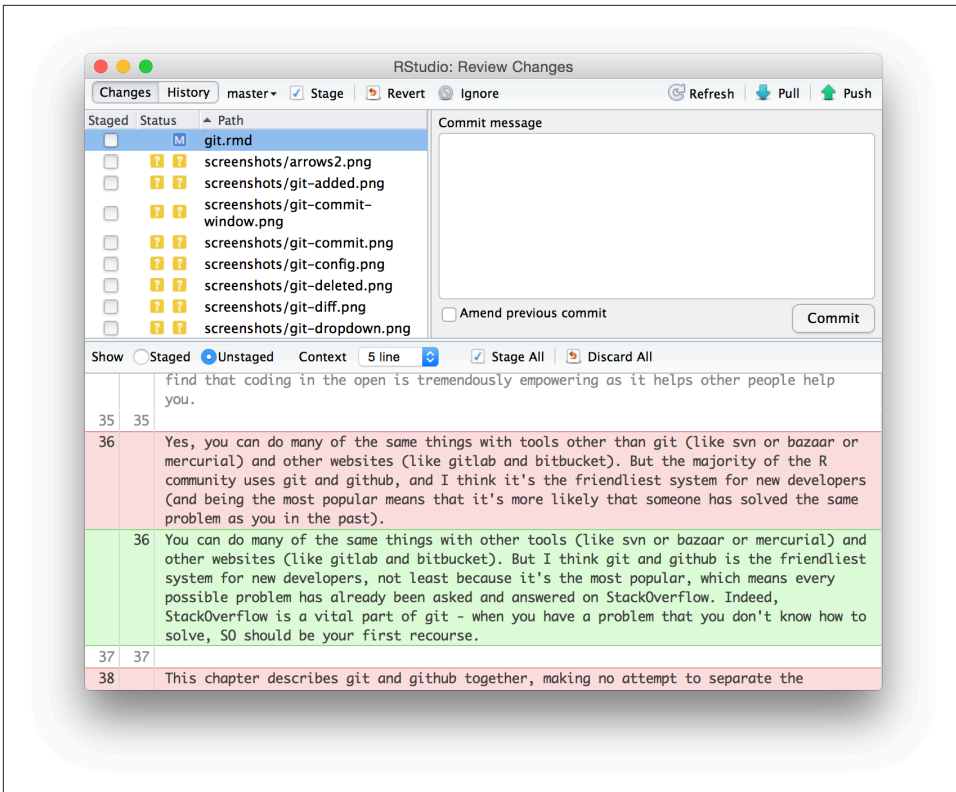 RStudio: Review Changes
Changes History master Stage Revert Ignore Refresh Pull Push
Staged Status Path
Commit message
M git.rmd
? ? screenshots/arrows2.png
? ? screenshots/git-added.png
? ? screenshots/git-commit-
window.png
? ? screenshots/git-commit.png
? ? screenshots/git-config.png
? ? screenshots/git-deleted.png
? ? screenshots/git-diff.png
? ? screenshots/git-dropdown.png
Amend previous commit
Commit
Show Staged Unstaged Context 5 line Stage All Discard All
find that coding in the open is tremendously empowering as it helps other people help
you.
35 35
36 Yes, you can do many of the same things with tools other than git (like svn or bazaar or
mercurial) and other websites (like gitlab and bitbucket). But the majority of the R
community uses git and github, and I think it's the friendliest system for new developers
(and being the most popular means that it's more likely that someone has solved the same
problem as you in the past).
36 You can do many of the same things with other tools (like svn or bazaar or mercurial) and
other websites (like gitlab and bitbucket). But I think git and github is the friendliest
system for new developers, not least because it's the most popular, which means every
possible problem has already been asked and answered on StackOverflow. Indeed,
StackOverflow is a vital part of git - when you have a problem that you don't know how to
solve, SO should be your first recourse.
37 37
38 This chapter describes git and github together, making no attempt to separate the